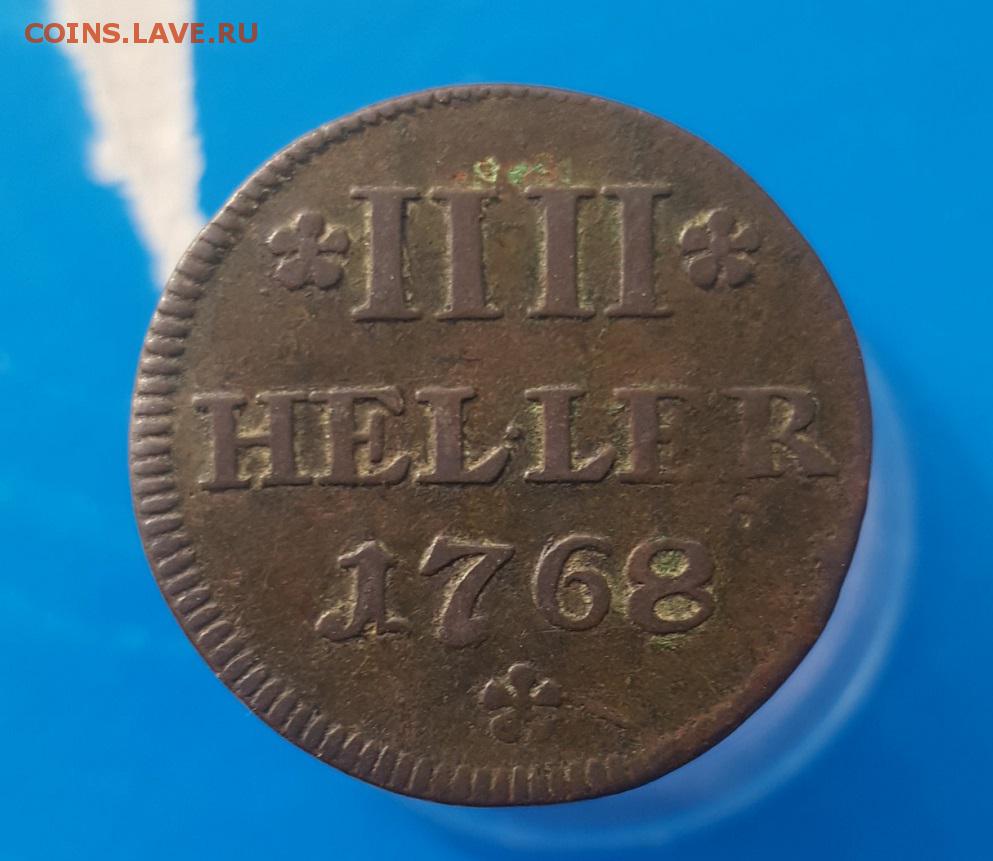 COINS.LAVE.RU
IIII
HELLER
1768